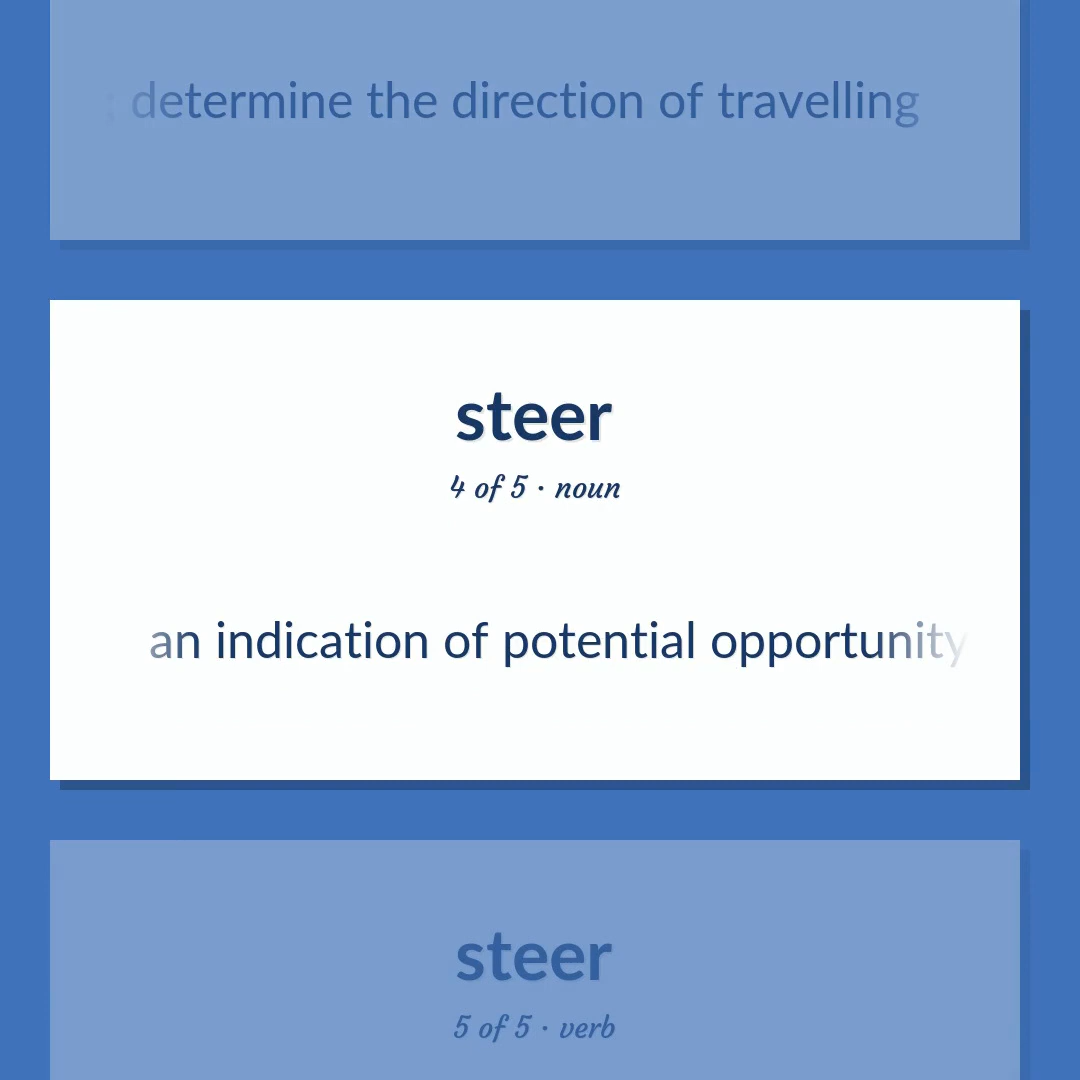 ; determine the direction of travelling
steer
4 of 5 · noun
an indication of potential opportunity
steer
5 of 5 · verb